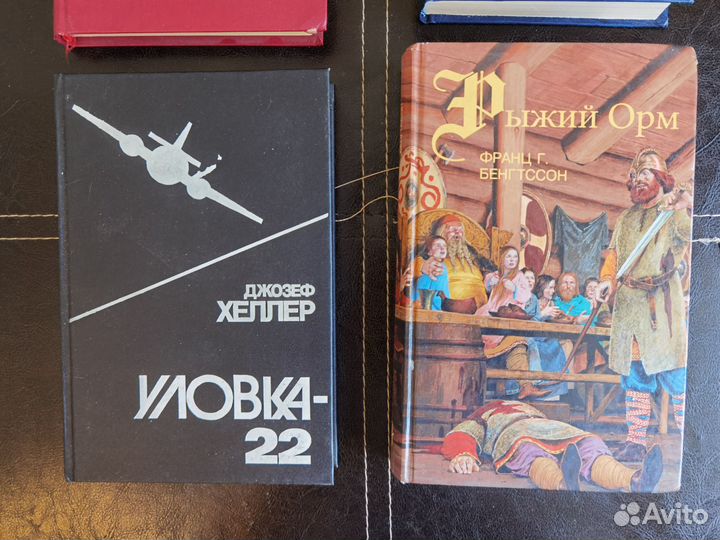 ДЖОЗЕФ
ХЕЛЛЕР
УЛОВКА-
22
Рыжий Орм
ФРАНЦ Г.
БЕНГТССОН
Avito